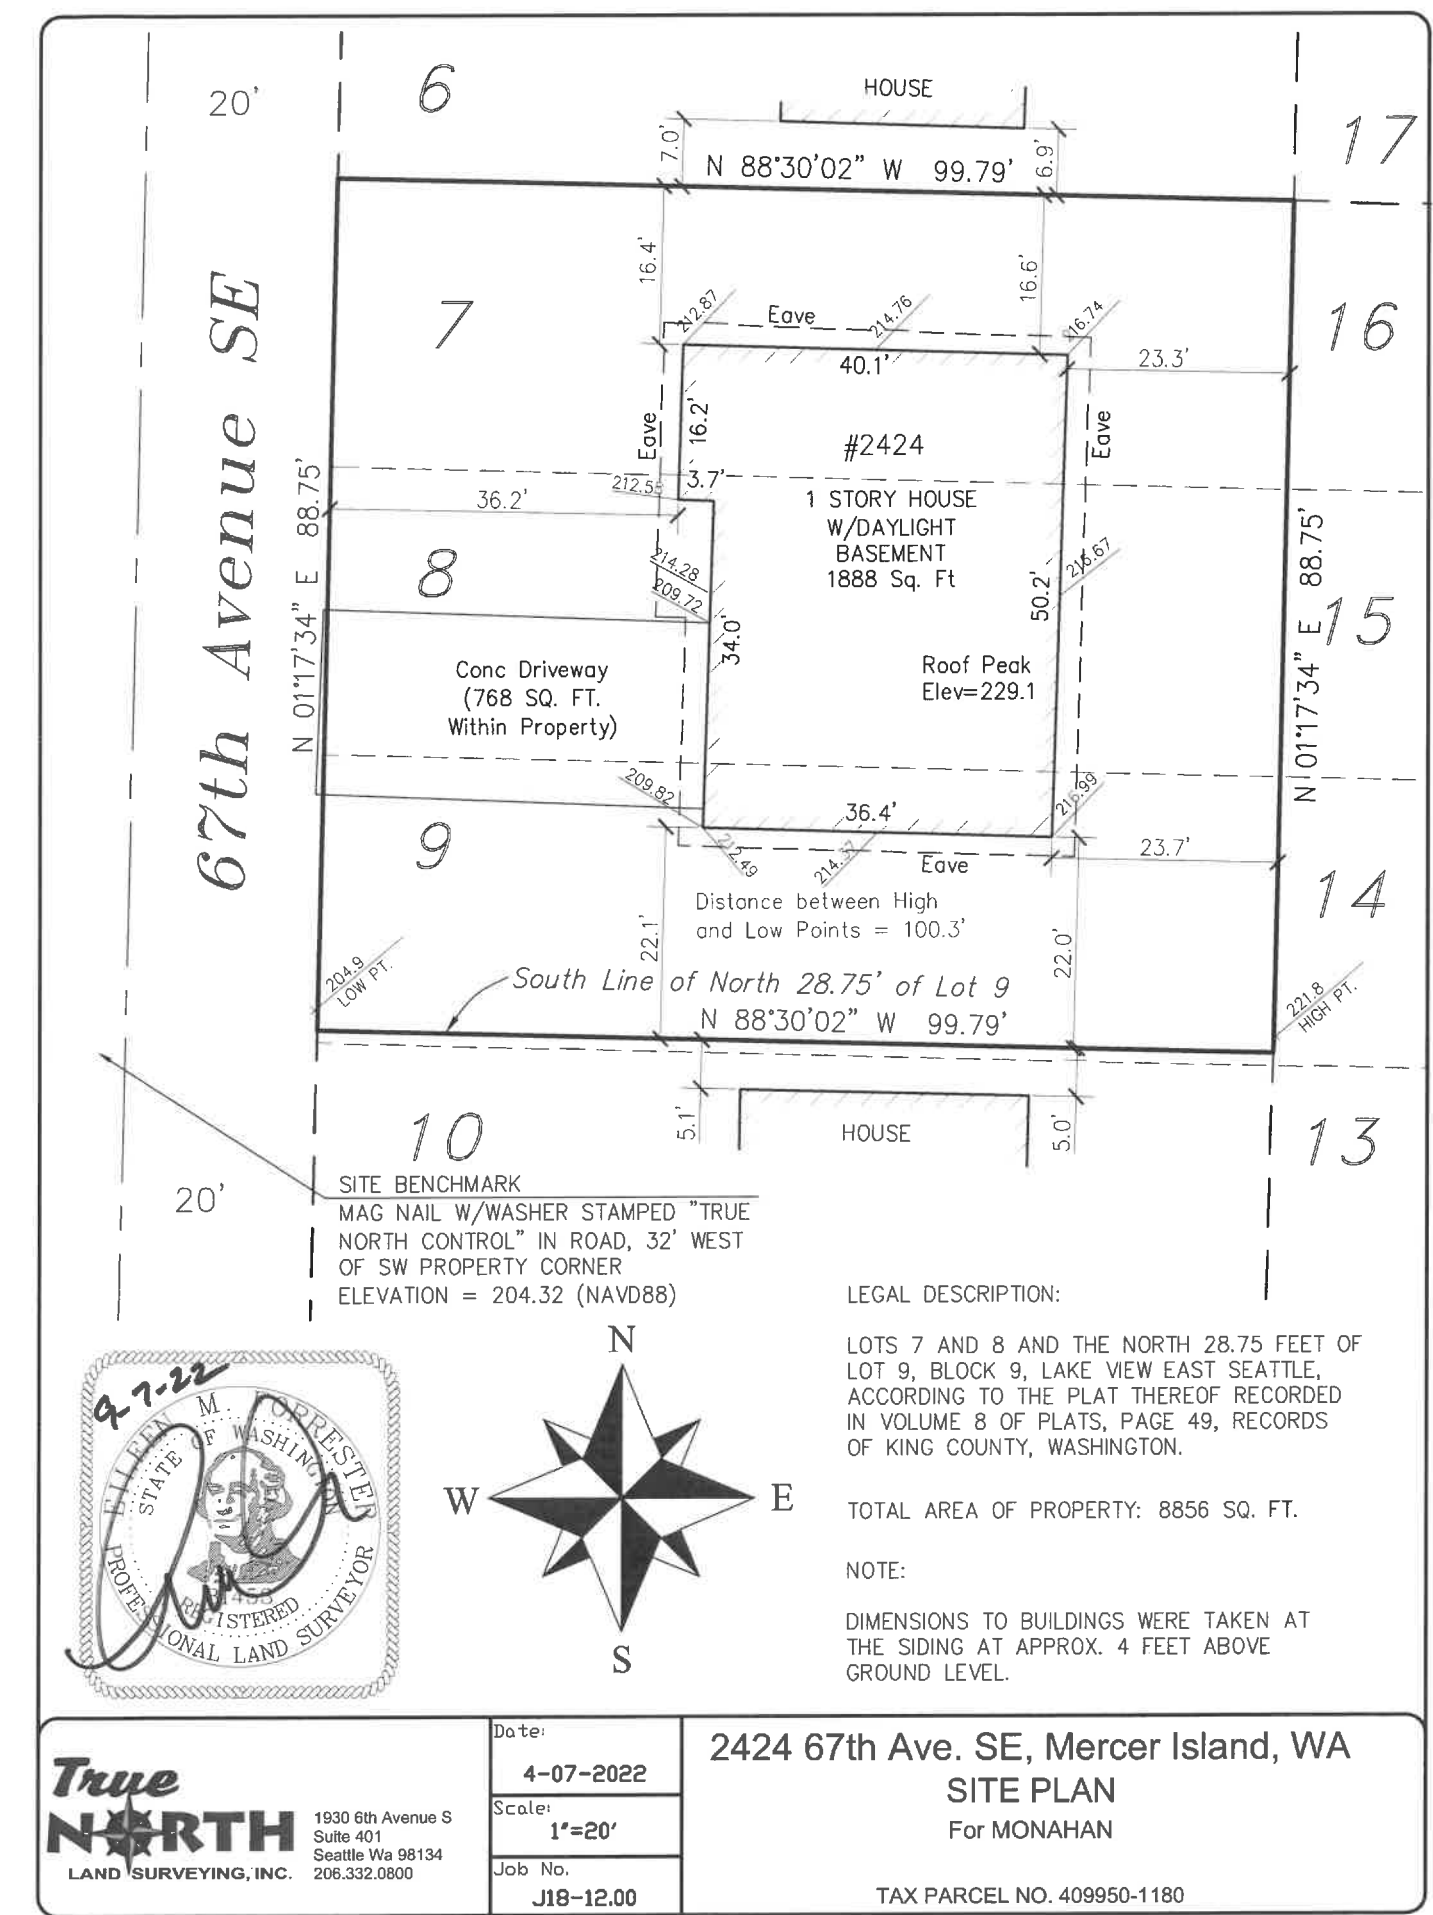 20'
6
HOUSE
17
7.0'
N 88°30'02" W 99.79'
6.9'
16.4'
16.6'
67th Avenue SE
7
212.87
Eave
214.76
40.1'
23.3'
16
Eave
16.2'
#2424
Eave
N 01°17'34" E 88.75'
36.2'
3.7'
1 STORY HOUSE
W/DAYLIGHT
BASEMENT
1888 Sq. Ft
8
214.28
209.72
34.0'
50.2'
N 01°17'34" E 88.75'
15
Conc Driveway
(768 SQ. FT.
Within Property)
Roof Peak
Elev=229.1
209.82
36.4'
216.99
9
212.49
214.37
Eave
23.7'
14
Distance between High
and Low Points = 100.3'
22.1'
22.0'
204.9
LOW PT.
South Line of North 28.75' of Lot 9
N 88°30'02" W 99.79'
221.8
HIGH PT.
10
5.1'
HOUSE
5.0'
13
20'
SITE BENCHMARK
MAG NAIL W/WASHER STAMPED "TRUE
NORTH CONTROL" IN ROAD, 32' WEST
OF SW PROPERTY CORNER
ELEVATION = 204.32 (NAVD88)
LEGAL DESCRIPTION:
LOTS 7 AND 8 AND THE NORTH 28.75 FEET OF
LOT 9, BLOCK 9, LAKE VIEW EAST SEATTLE,
ACCORDING TO THE PLAT THEREOF RECORDED
IN VOLUME 8 OF PLATS, PAGE 49, RECORDS
OF KING COUNTY, WASHINGTON.
TOTAL AREA OF PROPERTY: 8856 SQ. FT.
NOTE:
DIMENSIONS TO BUILDINGS WERE TAKEN AT
THE SIDING AT APPROX. 4 FEET ABOVE
GROUND LEVEL.
N
W
E
S
9-7-22
EILEEN M. FORRESTER
STATE OF WASHINGTON
REGISTERED
PROFESSIONAL LAND SURVEYOR
True
NORTH
LAND SURVEYING, INC.
1930 6th Avenue S
Suite 401
Seattle Wa 98134
206.332.0800
Date:
4-07-2022
Scale:
1"=20'
Job No.
J18-12.00
2424 67th Ave. SE, Mercer Island, WA
SITE PLAN
For MONAHAN
TAX PARCEL NO. 409950-1180